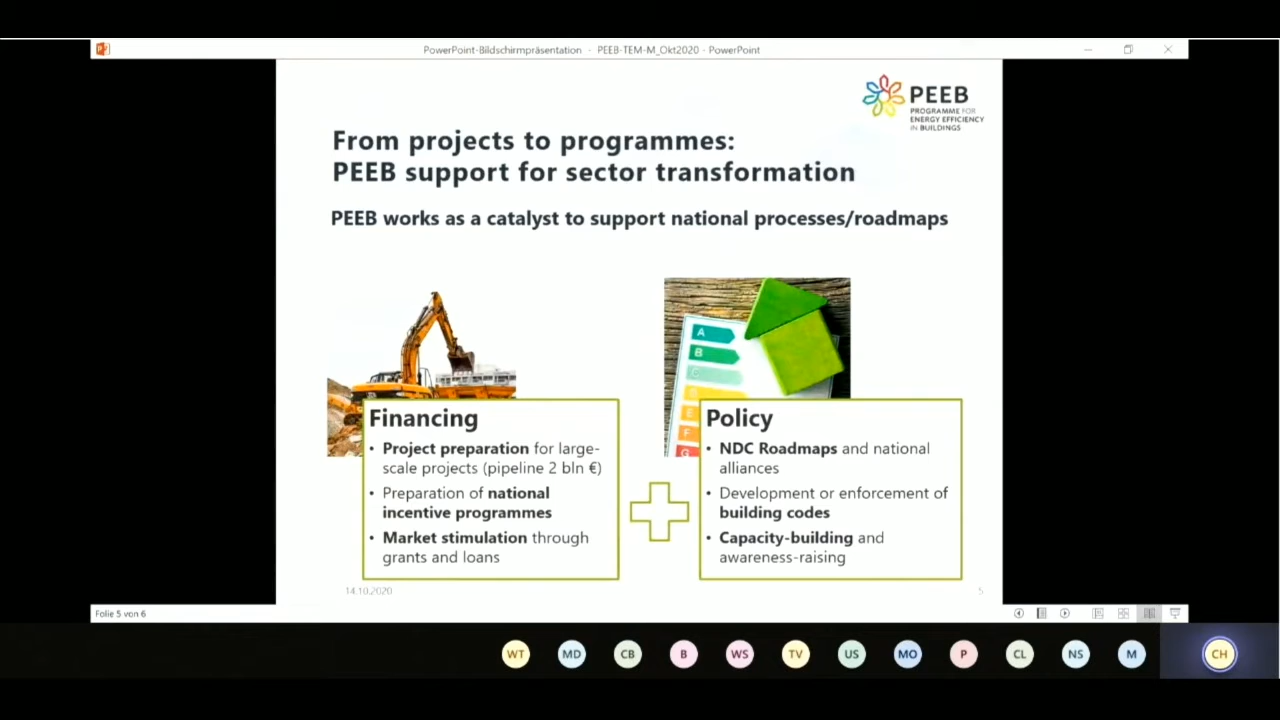 PowerPoint-Bildschirmpräsentation - PEEB-TEM-M_Okt2020 - PowerPoint
PEEB
PROGRAMME FOR
ENERGY EFFICIENCY
IN BUILDINGS
From projects to programmes:
PEEB support for sector transformation
PEEB works as a catalyst to support national processes/roadmaps
A
B
C
E
F
G
Financing
• Project preparation for large-
scale projects (pipeline 2 bln €)
• Preparation of national
incentive programmes
• Market stimulation through
grants and loans
Policy
• NDC Roadmaps and national
alliances
• Development or enforcement of
building codes
• Capacity-building and
awareness-raising
14.10.2020
5
Folie 5 von 6
WT MD CB B WS TV US MO P CL NS M CH